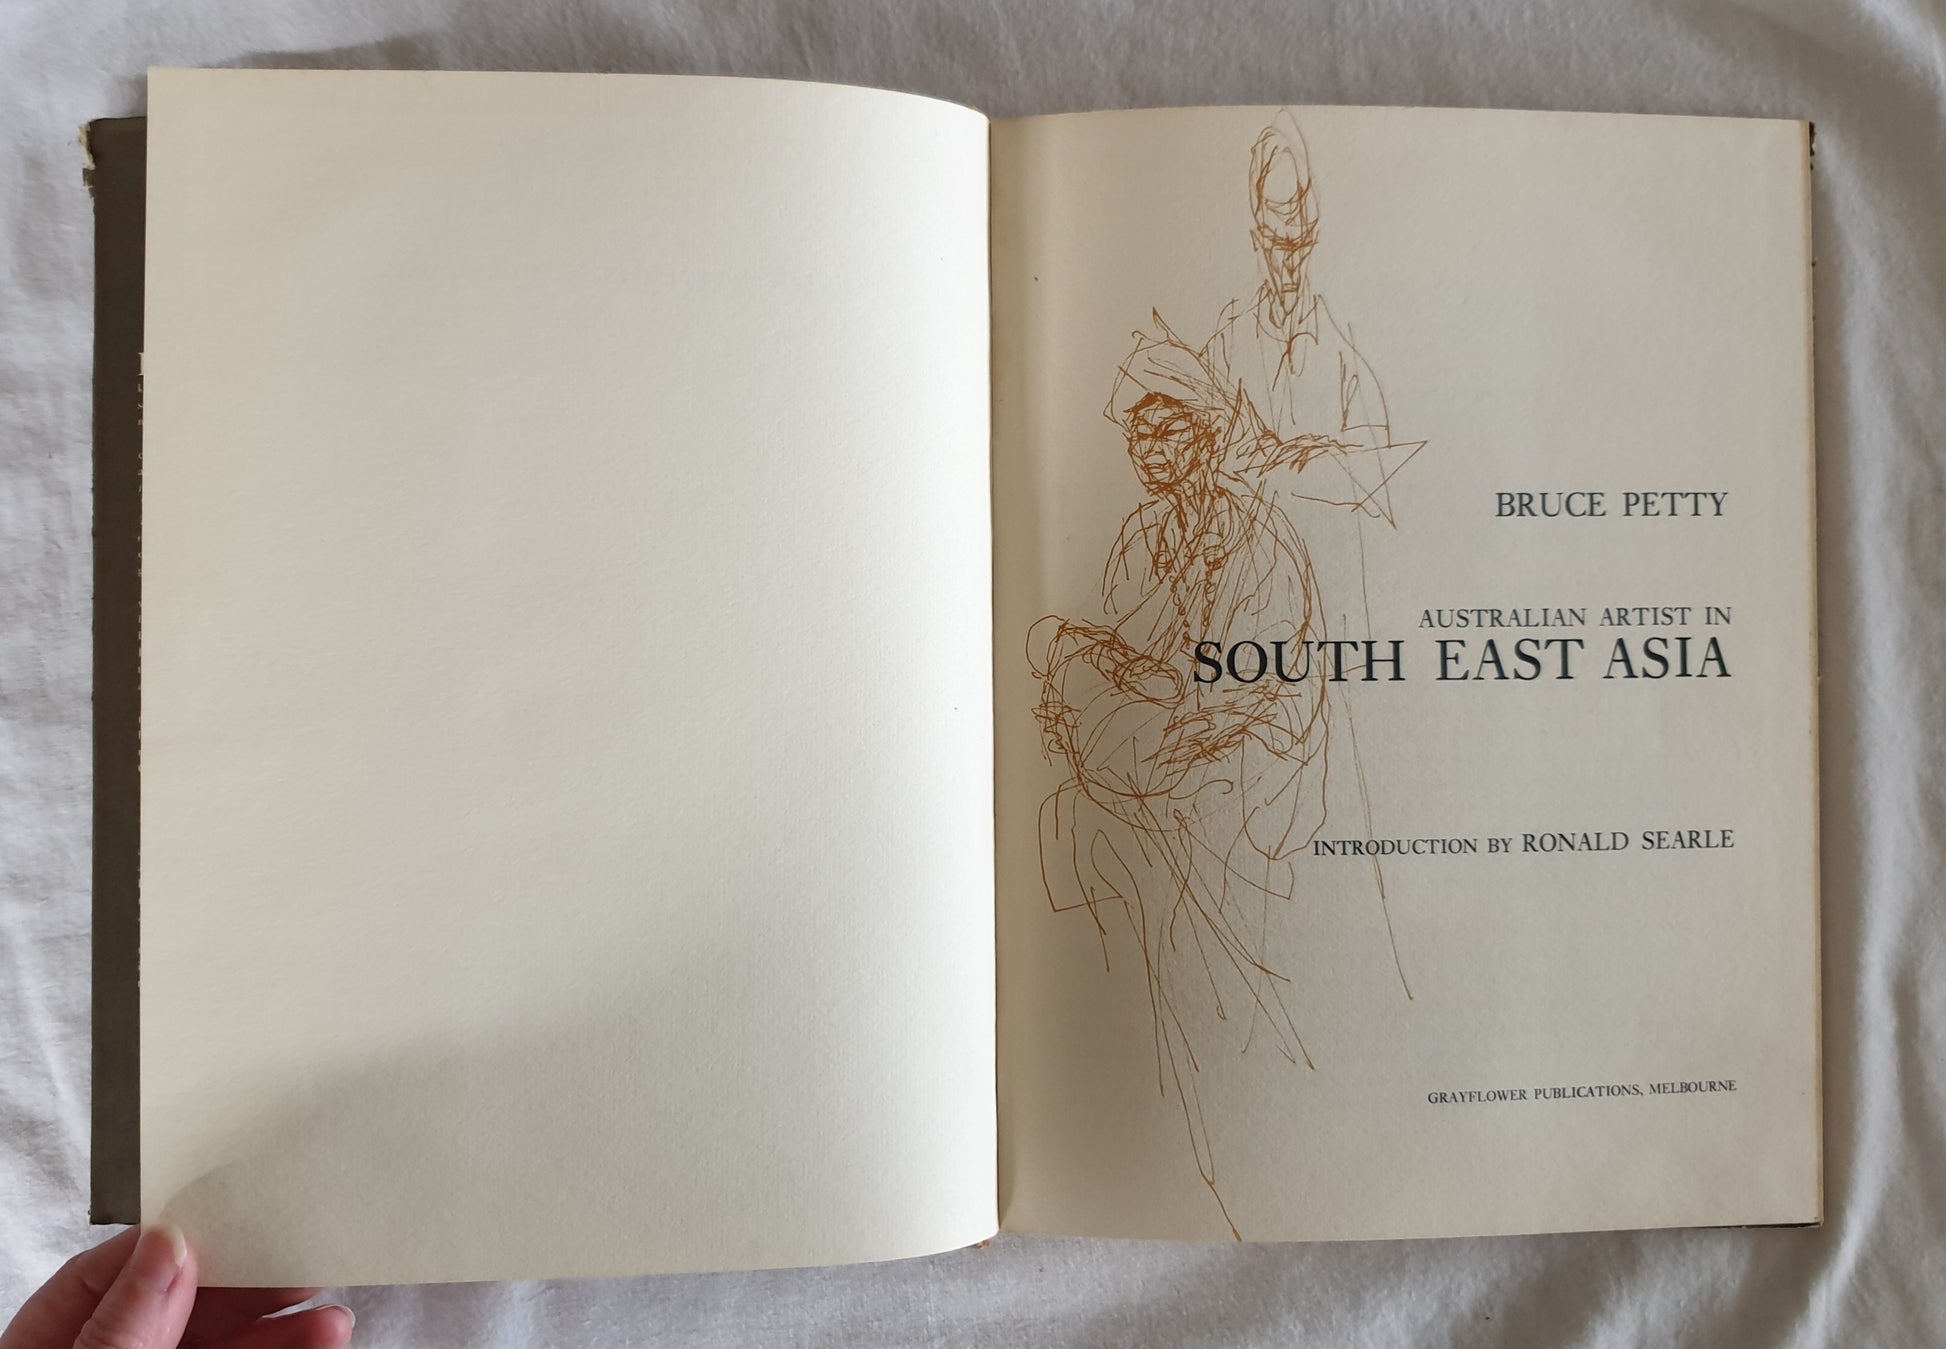 BRUCE PETTY
AUSTRALIAN ARTIST IN
SOUTH EAST ASIA
INTRODUCTION BY RONALD SEARLE
GRAYFLOWER PUBLICATIONS, MELBOURNE